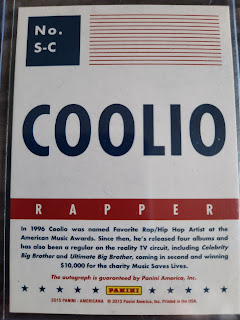 No.
S-C
COOLIO
RAPPER
In 1996 Coolio was named Favorite Rap/Hip Hop Artist at the
American Music Awards. Since then, he's released four albums and
has also been a regular on the reality TV circuit, including Celebrity
Big Brother and Ultimate Big Brother, coming in second and winning
$10,000 for the charity Music Saves Lives.
The autograph is guaranteed by Panini America, Inc.
PANINI
2015 PANINI - AMERICANA © 2015 Panini America, Inc. Printed in the USA.